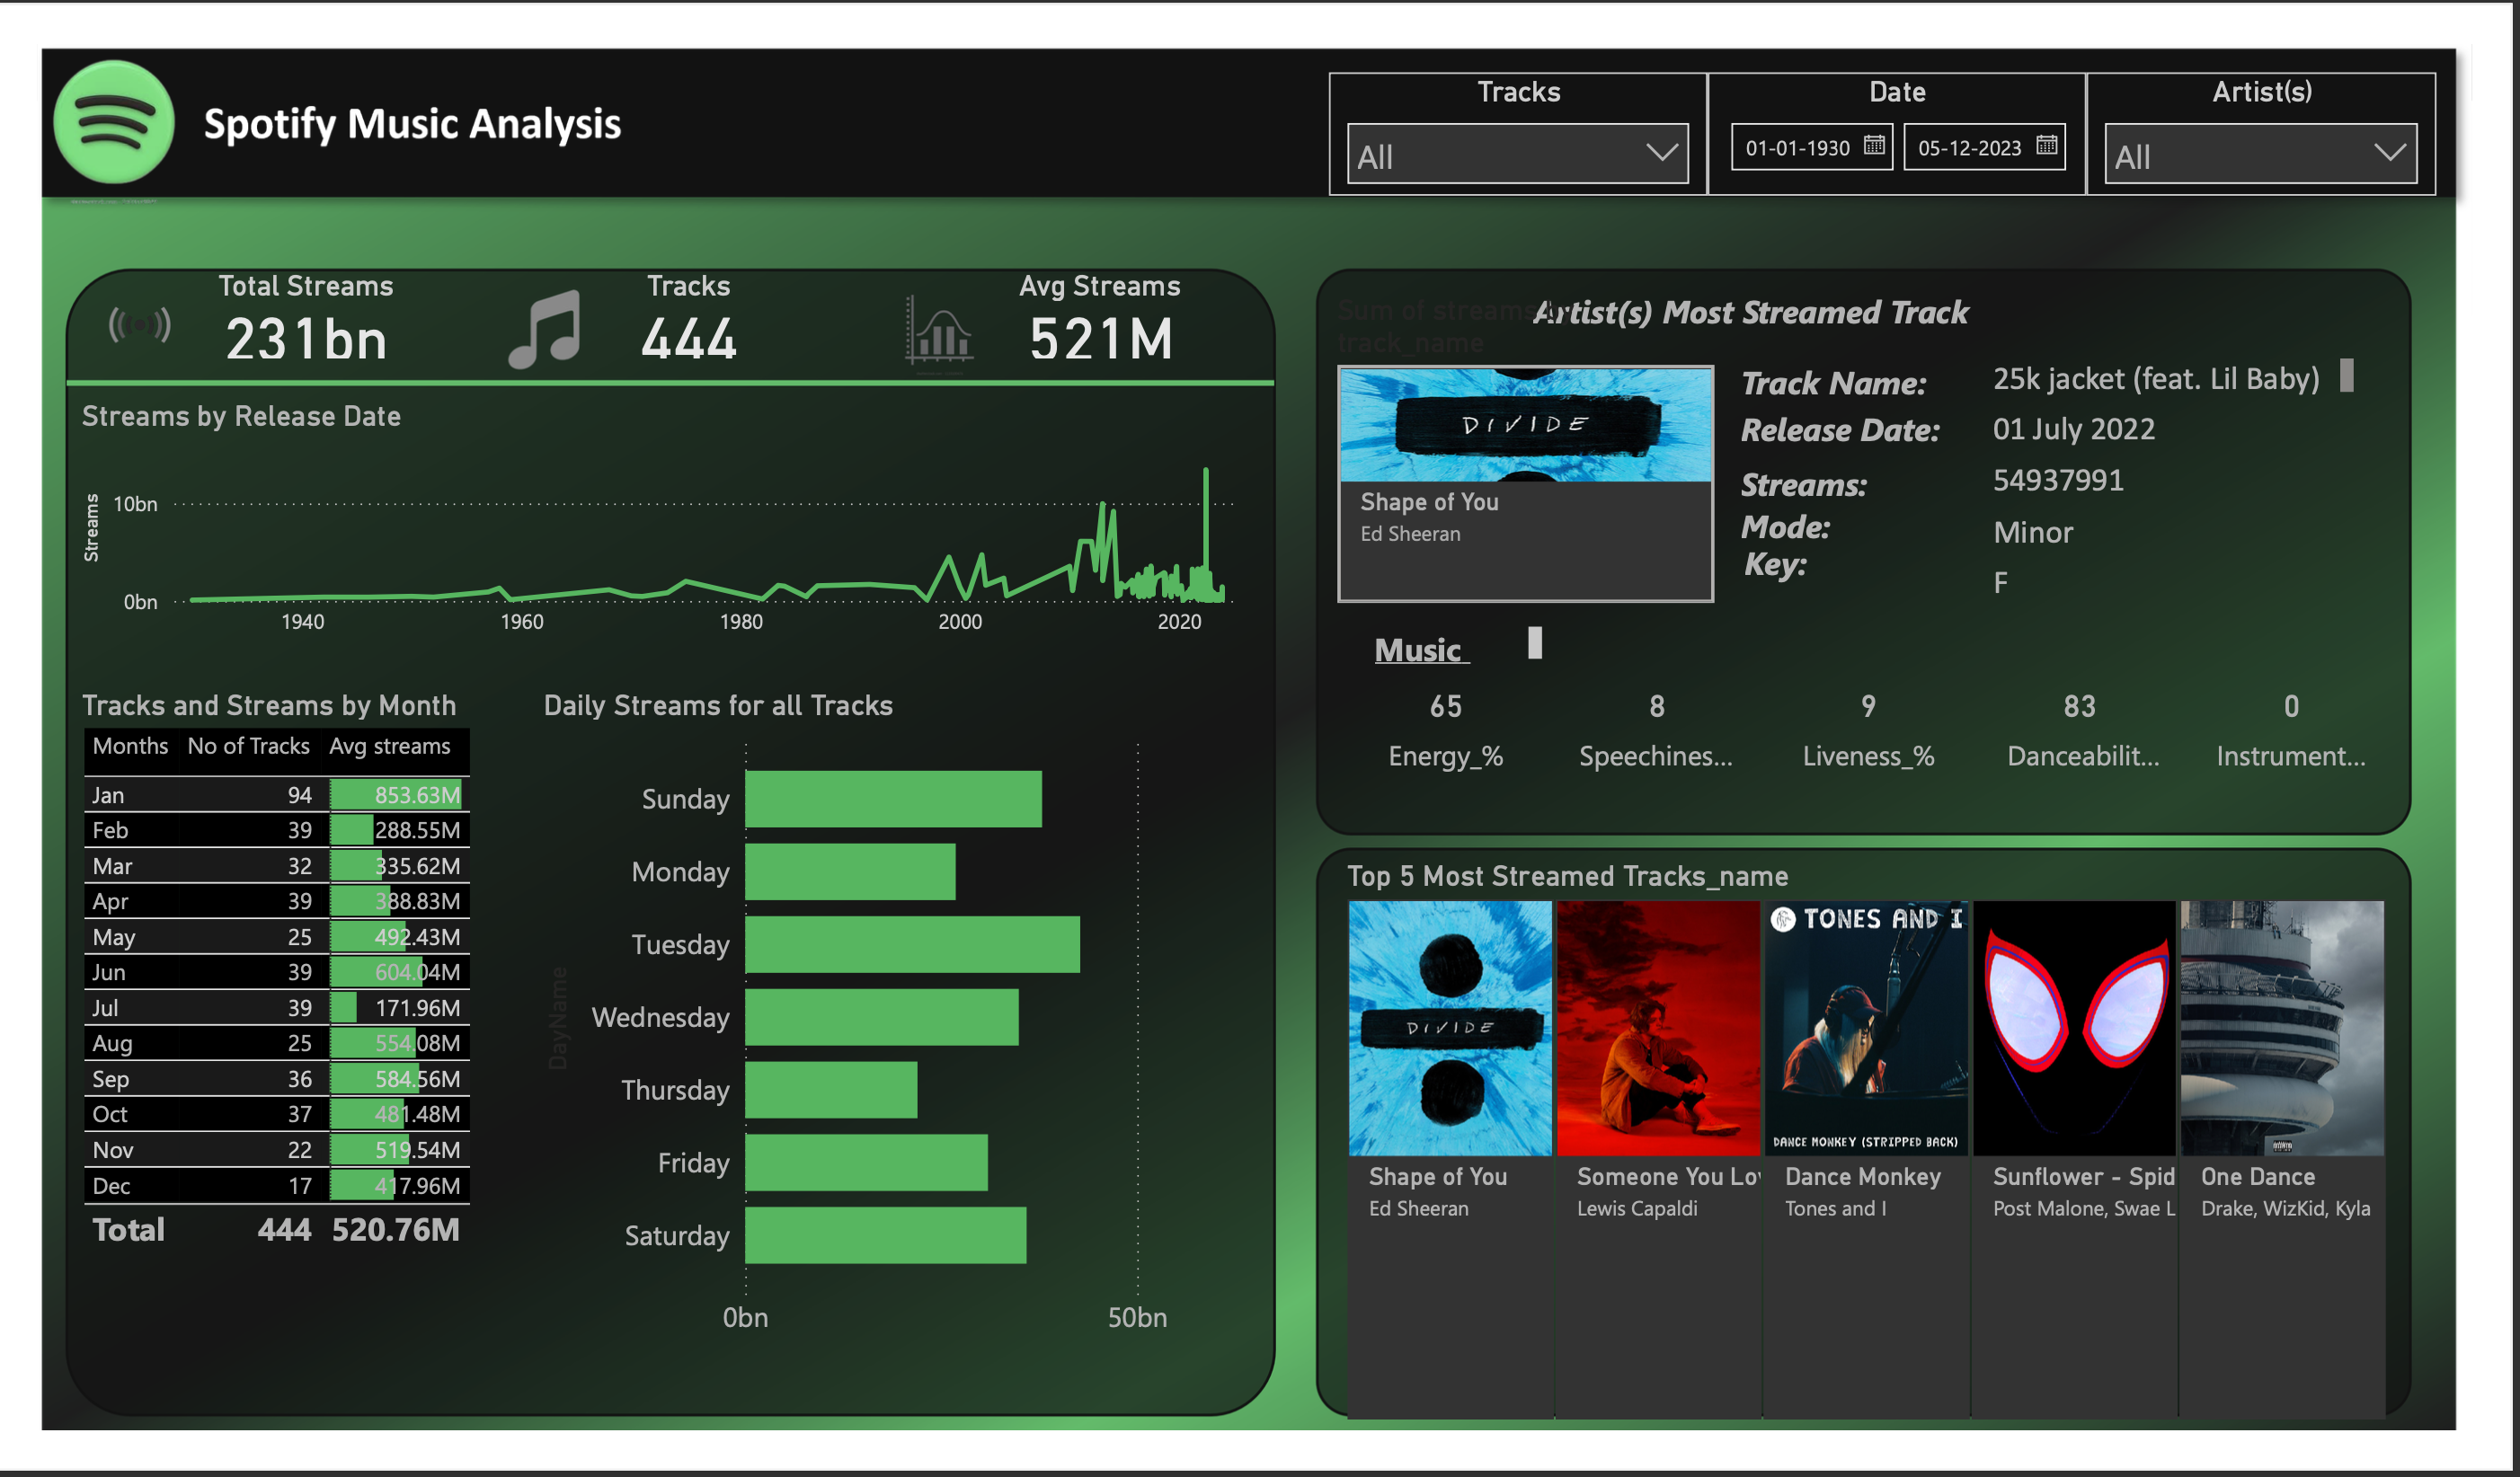 Spotify Music Analysis
Tracks
All
Date
01-01-1930
05-12-2023
Artist(s)
All
Total Streams
231bn
Tracks
444
Avg Streams
521M
Streams by Release Date
Streams
10bn
0bn
1940 1960 1980 2000 2020
Tracks and Streams by Month
Months No of Tracks Avg streams
Jan 94 853.63M
Feb 39 288.55M
Mar 32 335.62M
Apr 39 388.83M
May 25 492.43M
Jun 39 604.04M
Jul 39 171.96M
Aug 25 554.08M
Sep 36 584.56M
Oct 37 481.48M
Nov 22 519.54M
Dec 17 417.96M
Total 444 520.76M
Daily Streams for all Tracks
DayName
Sunday
Monday
Tuesday
Wednesday
Thursday
Friday
Saturday
0bn 50bn
Sum of streams
track_name
Artist(s) Most Streamed Track
DIVIDE
Shape of You
Ed Sheeran
Track Name: 25k jacket (feat. Lil Baby)
Release Date: 01 July 2022
Streams: 54937991
Mode: Minor
Key: F
Music
65 8 9 83 0
Energy_% Speechines... Liveness_% Danceabilit... Instrument...
Top 5 Most Streamed Tracks_name
DIVIDE
Shape of You
Ed Sheeran
Someone You Lov
Lewis Capaldi
TONES AND I
DANCE MONKEY (STRIPPED BACK)
Dance Monkey
Tones and I
Sunflower - Spid
Post Malone, Swae L
One Dance
Drake, WizKid, Kyla